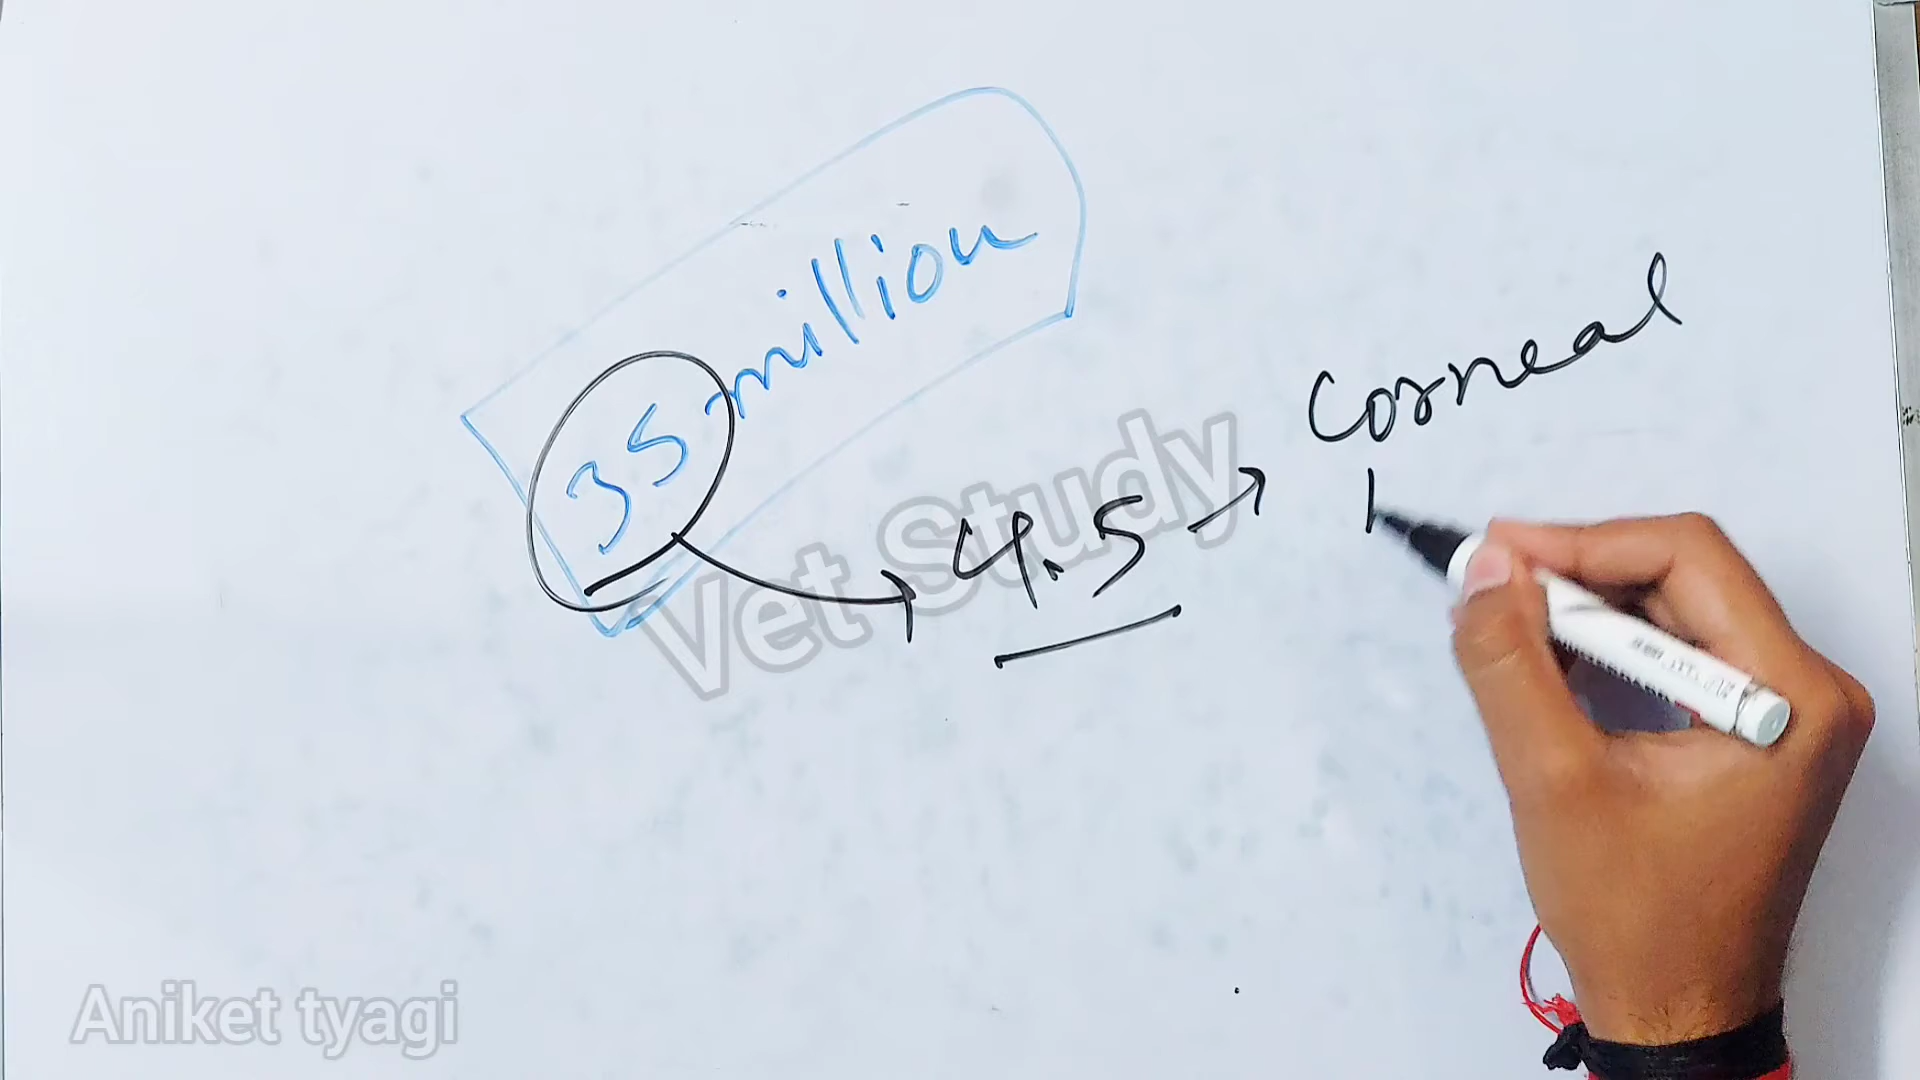 35 million
4.5 → Corneal
Vet Study
Aniket tyagi